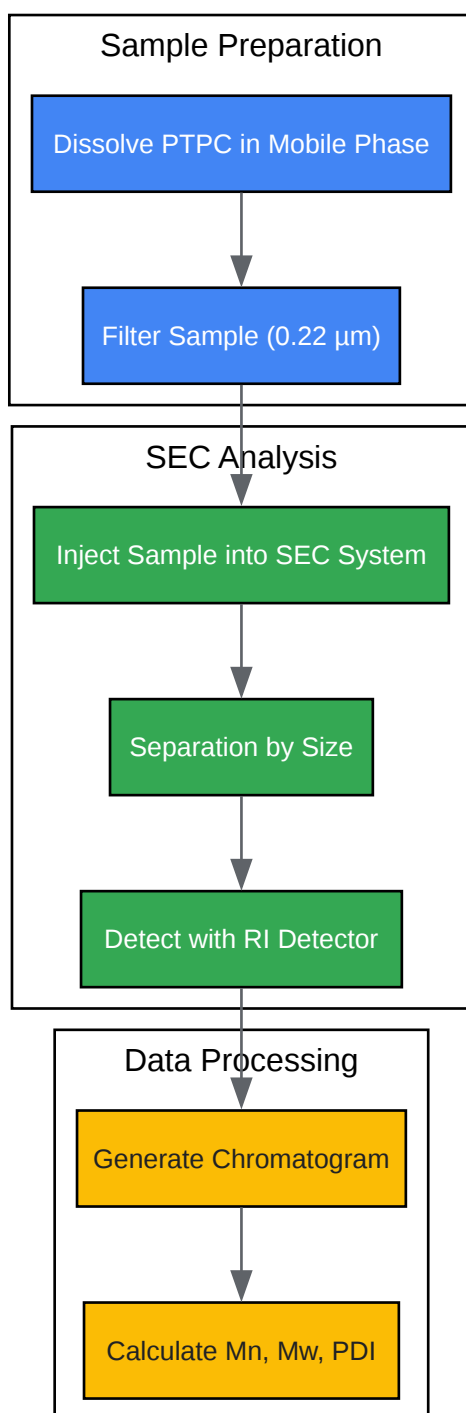 Sample Preparation
Dissolve PTPC in Mobile Phase
Filter Sample (0.22 µm)
SEC Analysis
Inject Sample into SEC System
Separation by Size
Detect with RI Detector
Data Processing
Generate Chromatogram
Calculate Mn, Mw, PDI